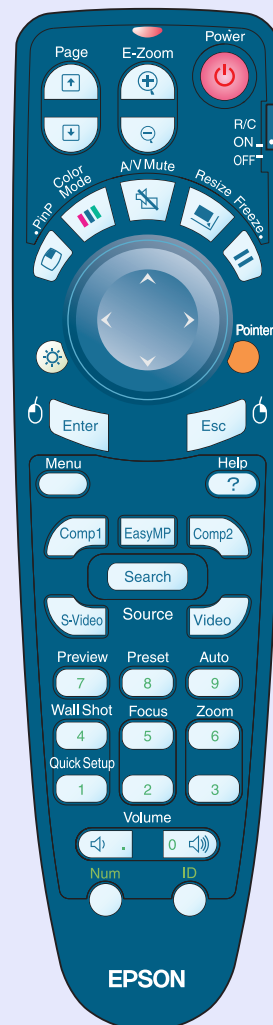 Power
Page E-Zoom
R/C
ON
OFF
A/V Mute
Color Mode Resize
PinP Freeze
Pointer
Enter Esc
Menu Help
?
Comp1 EasyMP Comp2
Search
S-Video Source Video
Preview Preset Auto
7 8 9
Wall Shot Focus Zoom
4 5 6
Quick Setup
1 2 3
Volume
. 0
Num ID
EPSON